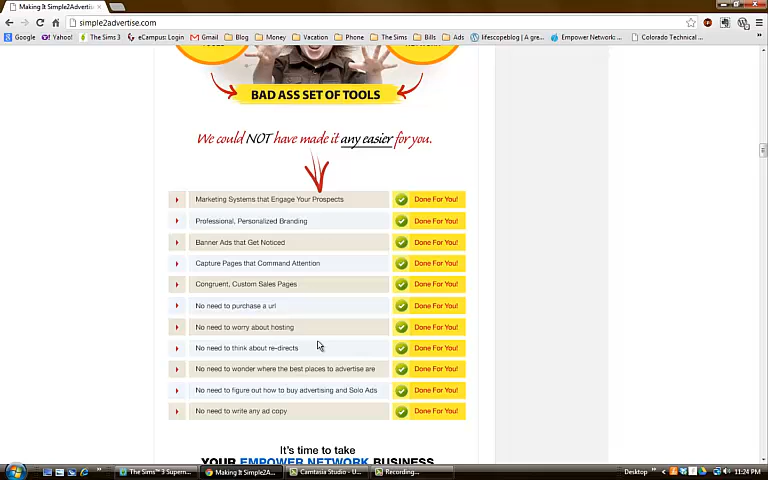 Making It Simple2Advertis
simple2advertise.com
Google
Yahoo!
The Sims 3
eCampus: Login
Gmail
Blog
Money
Vacation
Phone
The Sims
Bills
Ads
lifescopeblog | A gre...
Empower Network: ...
Colorado Technical ...
TOOLS
NETWORK
BAD ASS SET OF TOOLS
We could NOT have made it any easier for you.
Marketing Systems that Engage Your Prospects Done For You!
Professional, Personalized Branding Done For You!
Banner Ads that Get Noticed Done For You!
Capture Pages that Command Attention Done For You!
Congruent, Custom Sales Pages Done For You!
No need to purchase a url Done For You!
No need to worry about hosting Done For You!
No need to think about re-directs Done For You!
No need to wonder where the best places to advertise are Done For You!
No need to figure out how to buy advertising and Solo Ads Done For You!
No need to write any ad copy Done For You!
It's time to take
YOUR EMPOWER NETWORK BUSINESS
The Sims™ 3 Supern...
Making It Simple2A...
Camtasia Studio - U...
Recording...
Desktop
11:24 PM